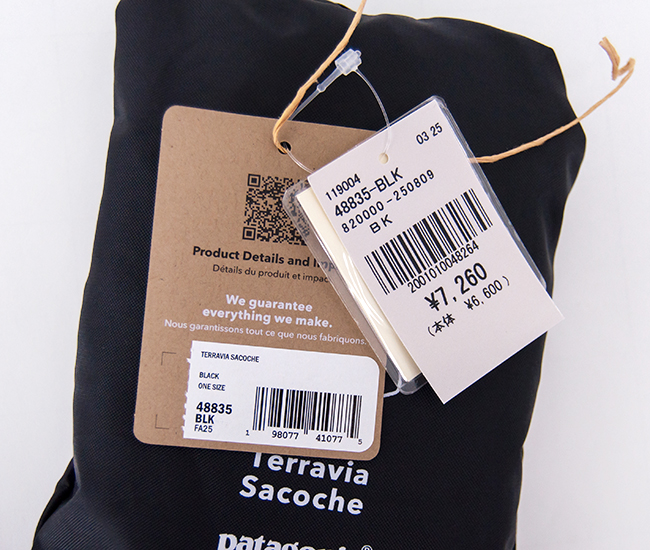 03 25
119004
48835-BLK
820000-250809
BK
2001010048264
¥7,260
(本体 ¥6,600)
Product Details and
Détails du produit et impac
We guarantee
everything we make.
Nous garantissons tout ce que nous fabriquons.
TERRAVIA SACOCHE
BLACK
ONE SIZE
48835
BLK
FA25
1 98077 41077 5
Terravia
Sacoche
patagonia®